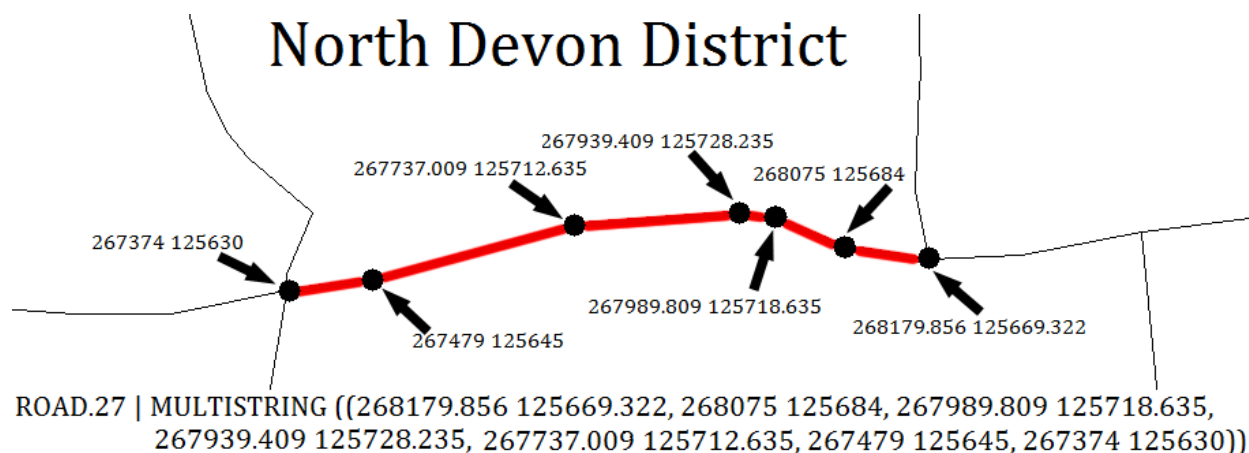 North Devon District
267939.409 125728.235
267737.009 125712.635
268075 125684
267374 125630
267989.809 125718.635
268179.856 125669.322
267479 125645
ROAD.27 | MULTISTRING ((268179.856 125669.322, 268075 125684, 267989.809 125718.635,
267939.409 125728.235, 267737.009 125712.635, 267479 125645, 267374 125630))